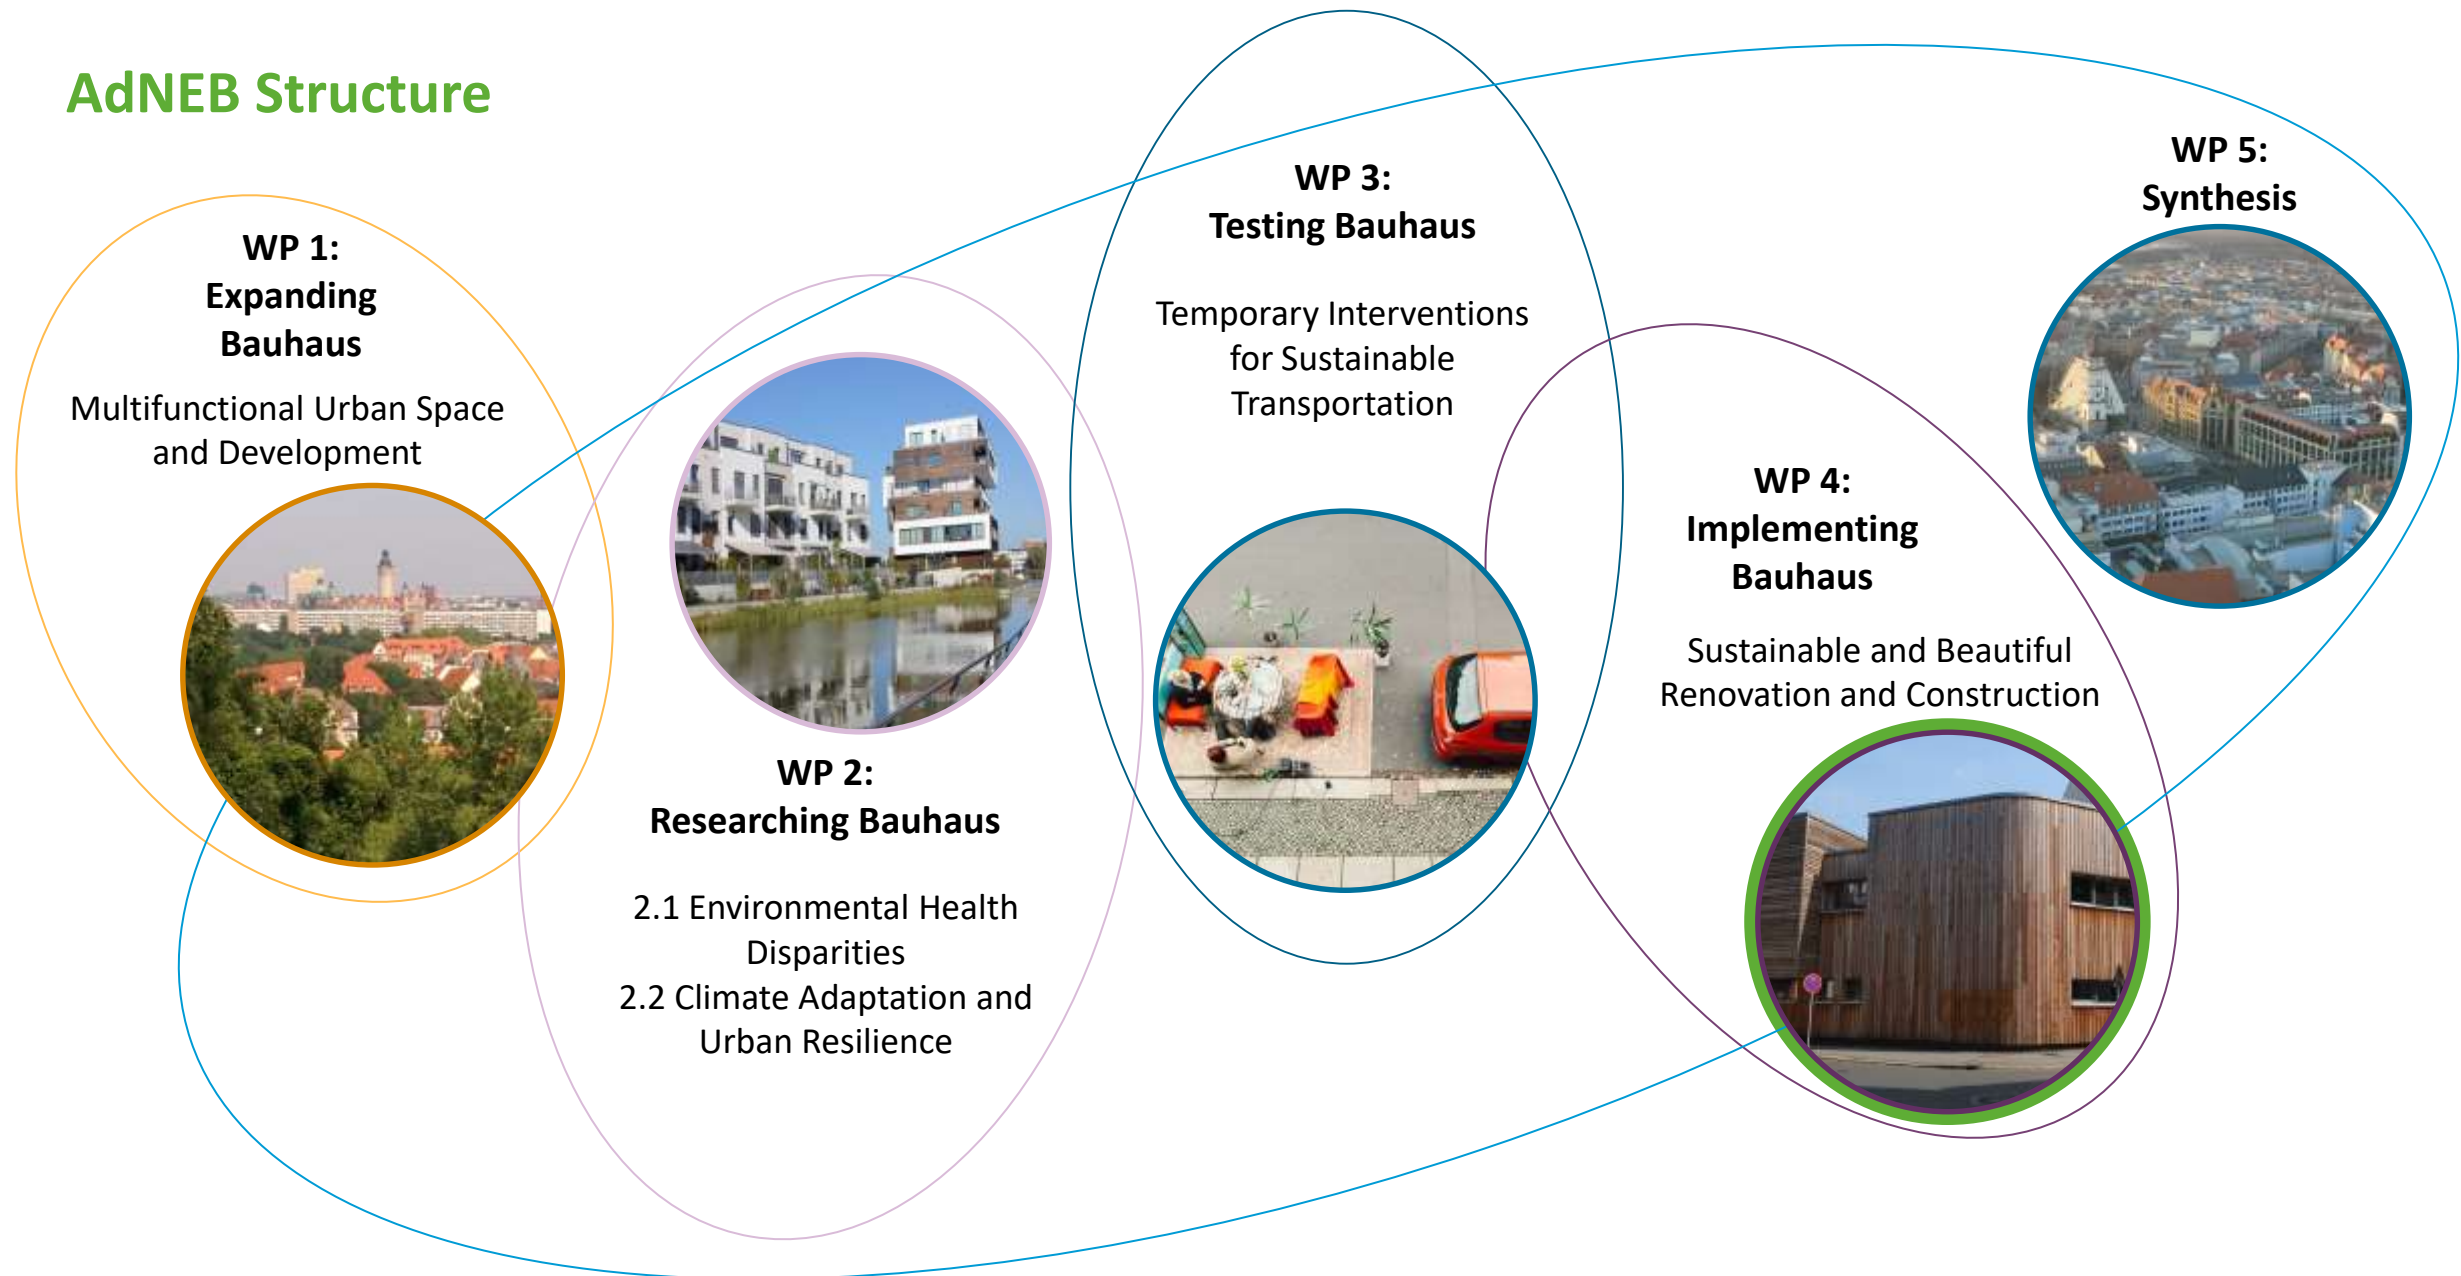 AdNEB Structure
WP 1:
Expanding
Bauhaus
Multifunctional Urban Space
and Development
WP 2:
Researching Bauhaus
2.1 Environmental Health
Disparities
2.2 Climate Adaptation and
Urban Resilience
WP 3:
Testing Bauhaus
Temporary Interventions
for Sustainable
Transportation
WP 4:
Implementing
Bauhaus
Sustainable and Beautiful
Renovation and Construction
WP 5:
Synthesis